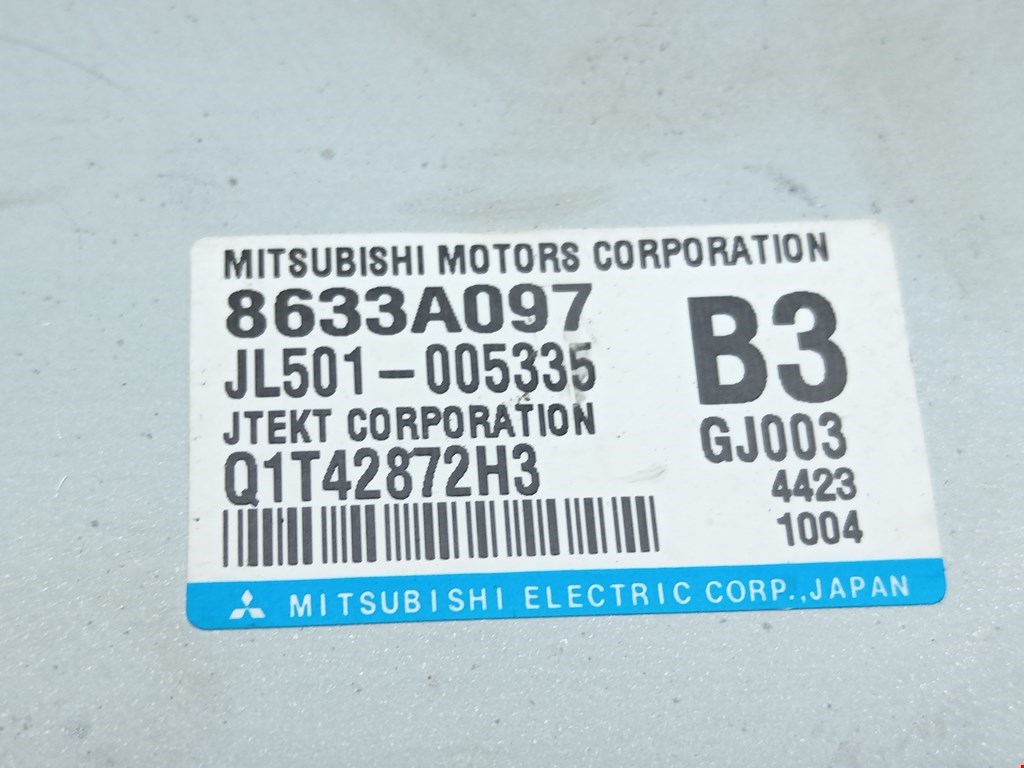 MITSUBISHI MOTORS CORPORATION
8633A097
B3
JL501-005335
JTEKT CORPORATION
GJ003
Q1T42872H3
4423
1004
MITSUBISHI ELECTRIC CORP., JAPAN